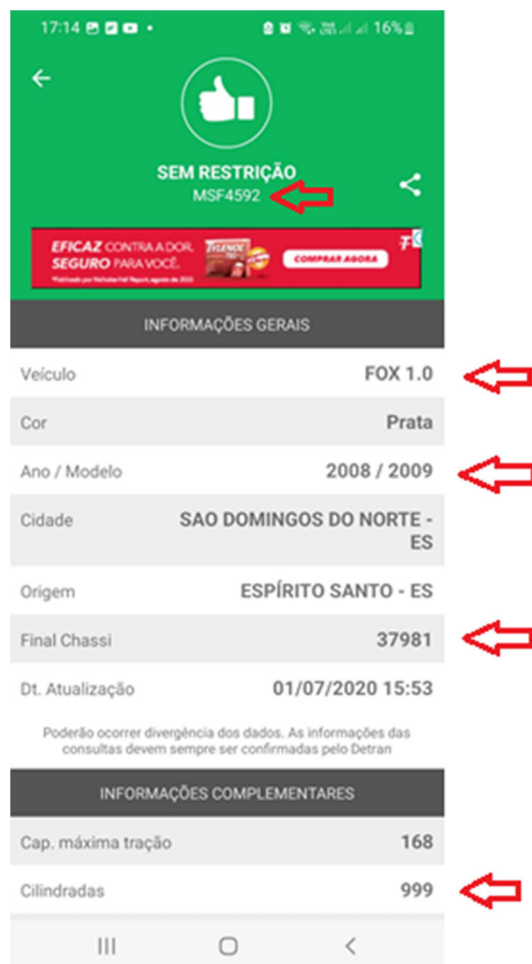 17:14
16%
SEM RESTRIÇÃO
MSF4592
EFICAZ CONTRA A DOR.
SEGURO PARA VOCÊ.
TYLENOL
COMPRAR AGORA
INFORMAÇÕES GERAIS
Veículo FOX 1.0
Cor Prata
Ano / Modelo 2008 / 2009
Cidade SAO DOMINGOS DO NORTE -
ES
Origem ESPÍRITO SANTO - ES
Final Chassi 37981
Dt. Atualização 01/07/2020 15:53
Poderão ocorrer divergência dos dados. As informações das
consultas devem sempre ser confirmadas pelo Detran
INFORMAÇÕES COMPLEMENTARES
Cap. máxima tração 168
Cilindradas 999